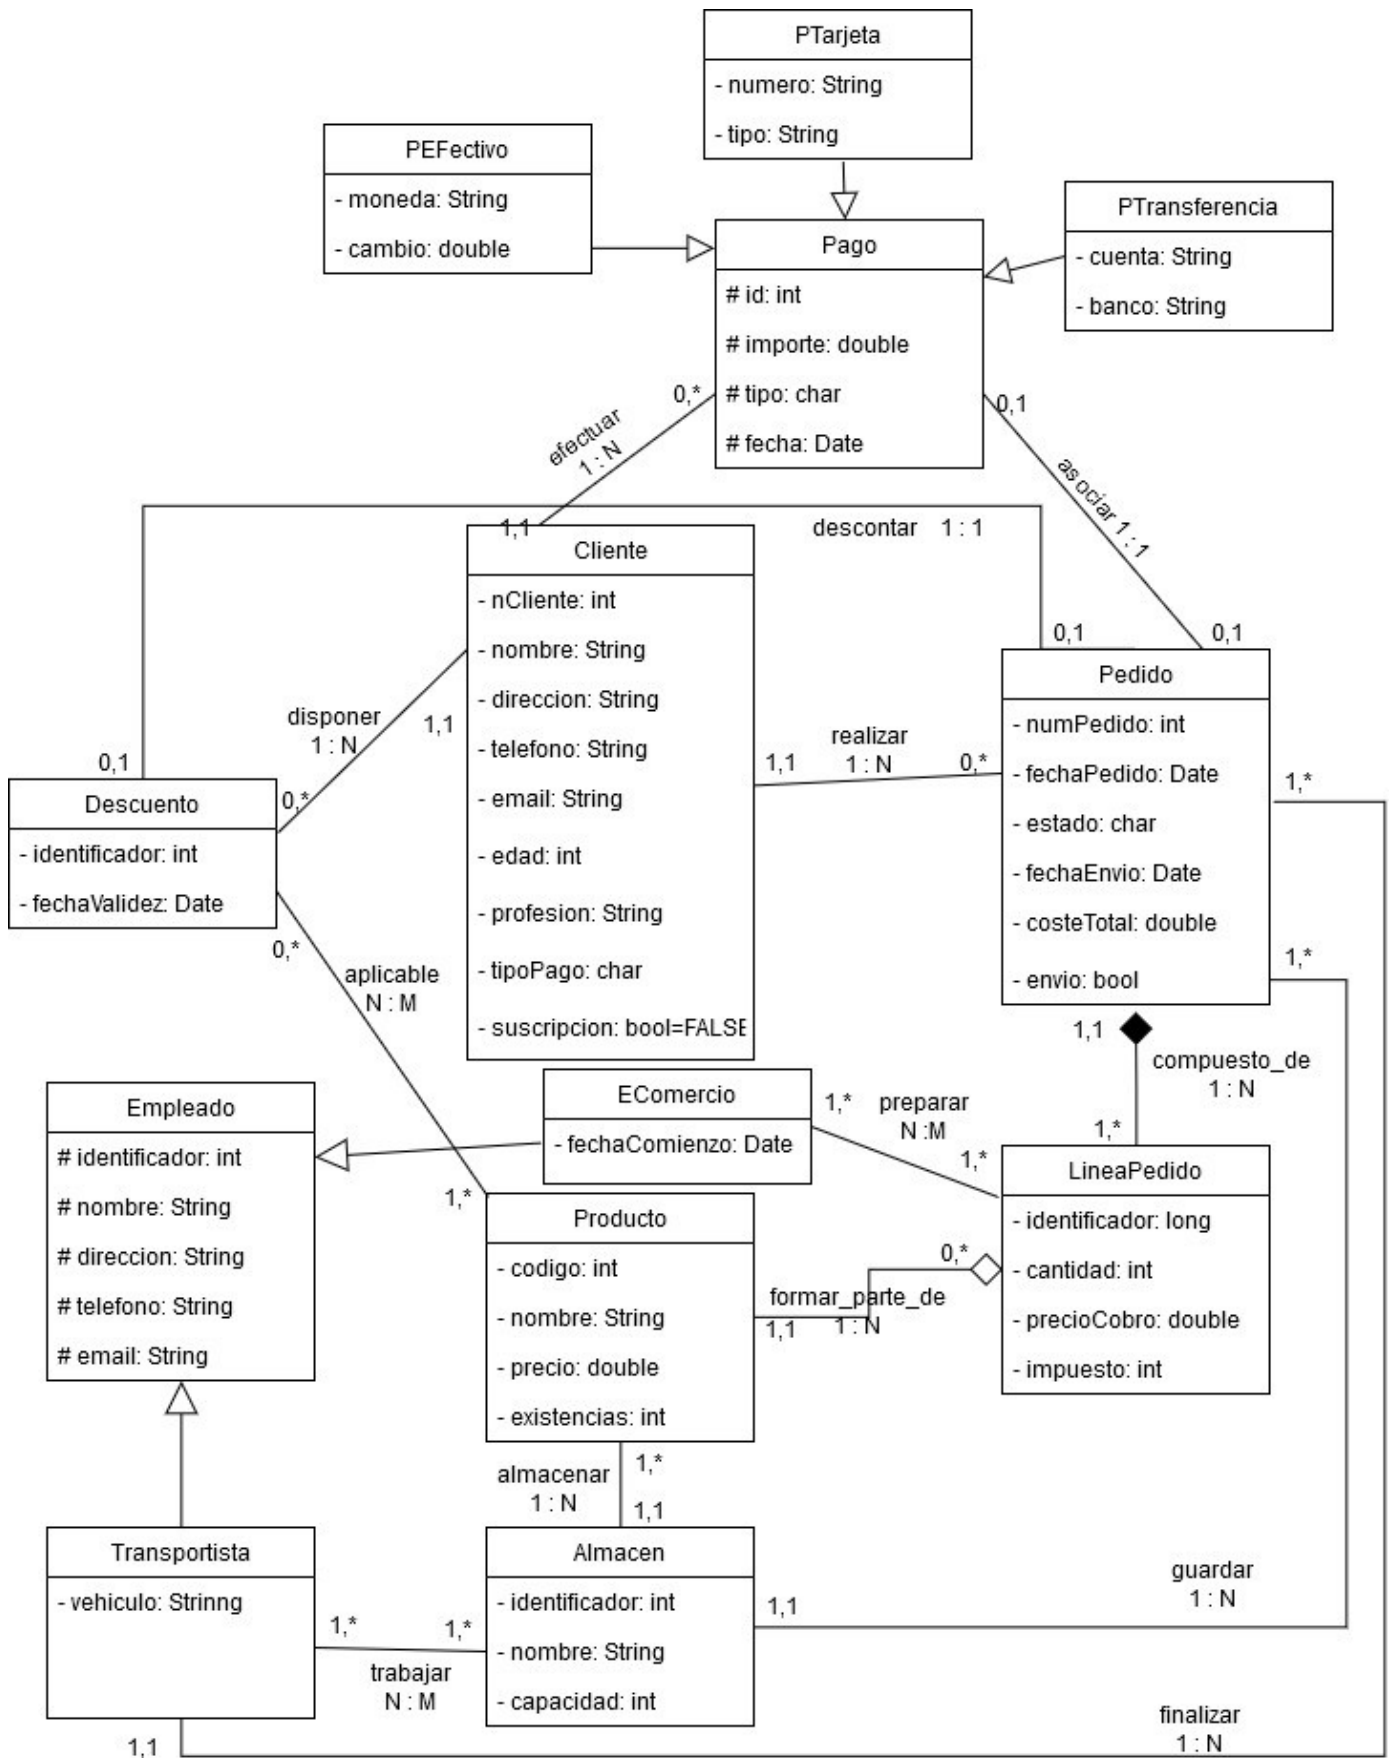 PTarjeta
- numero: String
- tipo: String
PEFectivo
- moneda: String
- cambio: double
PTransferencia
- cuenta: String
- banco: String
Pago
# id: int
# importe: double
# tipo: char
# fecha: Date
0,*
efectuar
1 : N
1,1
0,1
asociar 1 : 1
0,1
descontar 1 : 1
0,1
0,1
Cliente
- nCliente: int
- nombre: String
- direccion: String
- telefono: String
- email: String
- edad: int
- profesion: String
- tipoPago: char
- suscripcion: bool=FALSE
disponer
1 : N
1,1
0,*
realizar
1 : N
1,1
0,*
Pedido
- numPedido: int
- fechaPedido: Date
- estado: char
- fechaEnvio: Date
- costeTotal: double
- envio: bool
1,*
1,*
Descuento
- identificador: int
- fechaValidez: Date
0,*
aplicable
N : M
1,*
1,1
compuesto_de
1 : N
1,*
Empleado
# identificador: int
# nombre: String
# direccion: String
# telefono: String
# email: String
EComercio
- fechaComienzo: Date
1,*
preparar
N :M
1,*
LineaPedido
- identificador: long
- cantidad: int
- precioCobro: double
- impuesto: int
Producto
- codigo: int
- nombre: String
- precio: double
- existencias: int
0,*
formar_parte_de
1 : N
1,1
almacenar
1 : N
1,*
1,1
Transportista
- vehiculo: Strinng
Almacen
- identificador: int
- nombre: String
- capacidad: int
1,*
1,*
trabajar
N : M
1,1
guardar
1 : N
finalizar
1 : N
1,1